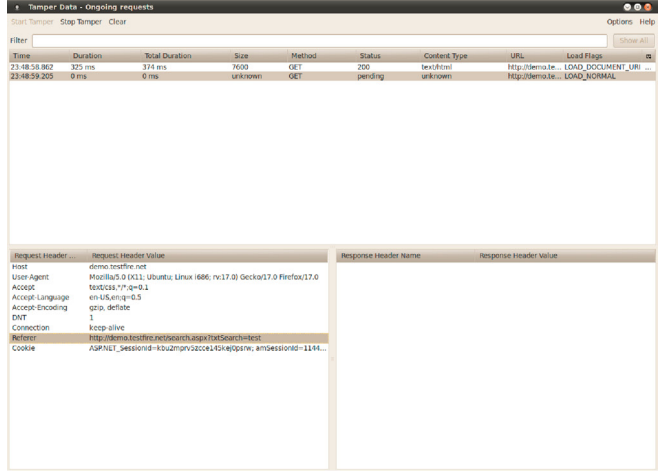 Tamper Data - Ongoing requests
Start Tamper Stop Tamper Clear Options Help
Filter Show All
Time Duration Total Duration Size Method Status Content Type URL Load Flags
23:48:58.862 325 ms 374 ms 7600 GET 200 text/html http://demo.te... LOAD_DOCUMENT_URI ...
23:48:59.205 0 ms 0 ms unknown GET pending unknown http://demo.te... LOAD_NORMAL
Request Header ... Request Header Value Response Header Name Response Header Value
Host demo.testfire.net
User-Agent Mozilla/5.0 (X11; Ubuntu; Linux i686; rv:17.0) Gecko/17.0 Firefox/17.0
Accept text/css,*/*;q=0.1
Accept-Language en-US,en;q=0.5
Accept-Encoding gzip, deflate
DNT 1
Connection keep-alive
Referer http://demo.testfire.net/search.aspx?txtSearch=test
Cookie ASP.NET_SessionId=kbu2mprv5zcce145kej0psrw; amSessionId=1144...